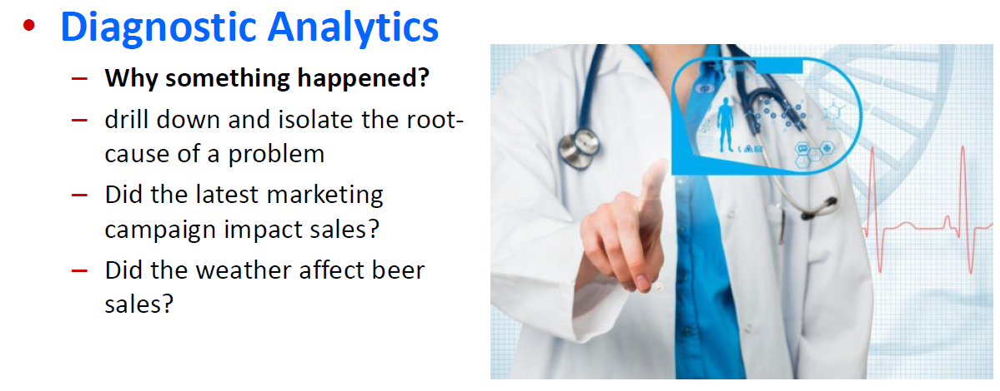 • Diagnostic Analytics
– Why something happened?
– drill down and isolate the root-
cause of a problem
– Did the latest marketing
campaign impact sales?
– Did the weather affect beer
sales?